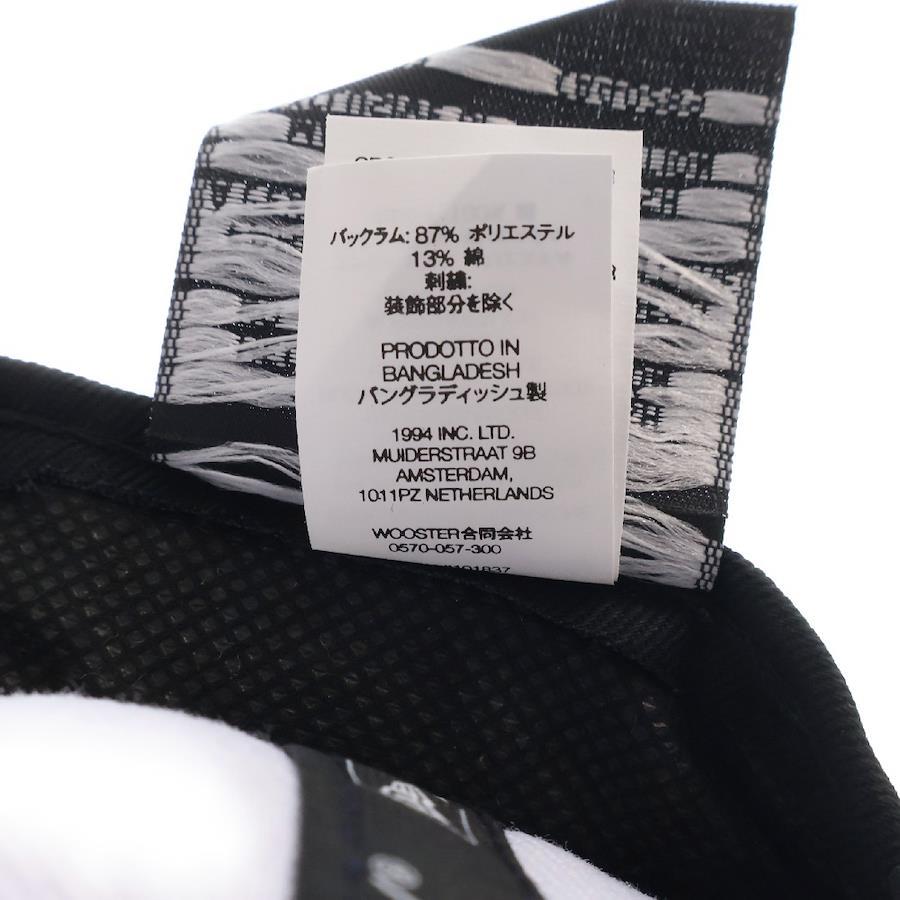 バックラム: 87% ポリエステル
13% 綿
刺繍:
装飾部分を除く
PRODOTTO IN
BANGLADESH
バングラディッシュ製
1994 INC. LTD.
MUIDERSTRAAT 9B
AMSTERDAM,
1011PZ NETHERLANDS
WOOSTER合同会社
0570-057-300